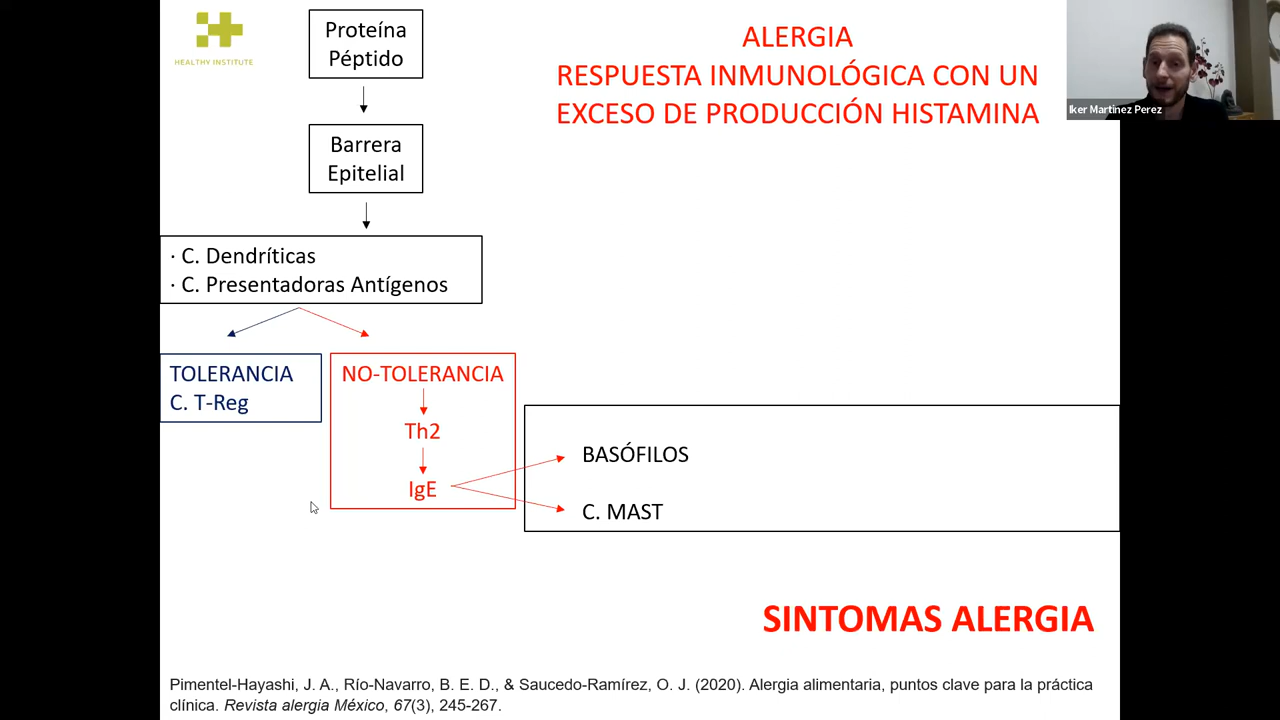 HEALTHY INSTITUTE
Proteína
Péptido
ALERGIA
RESPUESTA INMUNOLÓGICA CON UN
EXCESO DE PRODUCCIÓN HISTAMINA
Iker Martinez Perez
Barrera
Epitelial
· C. Dendríticas
· C. Presentadoras Antígenos
TOLERANCIA
C. T-Reg
NO-TOLERANCIA
Th2
IgE
BASÓFILOS
C. MAST
SINTOMAS ALERGIA
Pimentel-Hayashi, J. A., Río-Navarro, B. E. D., & Saucedo-Ramírez, O. J. (2020). Alergia alimentaria, puntos clave para la práctica
clínica. Revista alergia México, 67(3), 245-267.